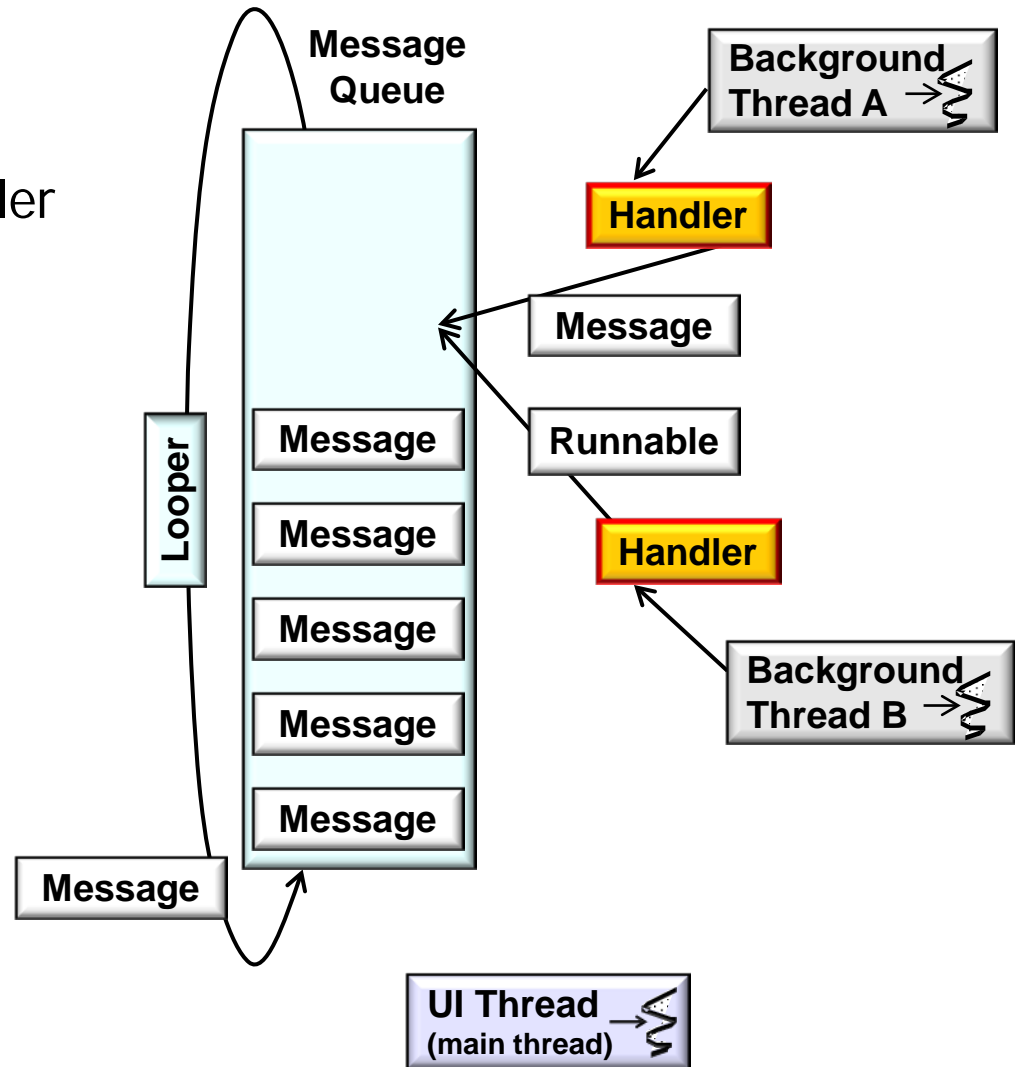 Message
Queue
Background
Thread A
ler
Handler
Message
Message
Runnable
Looper
Message
Handler
Message
Background
Thread B
Message
Message
Message
UI Thread
(main thread)